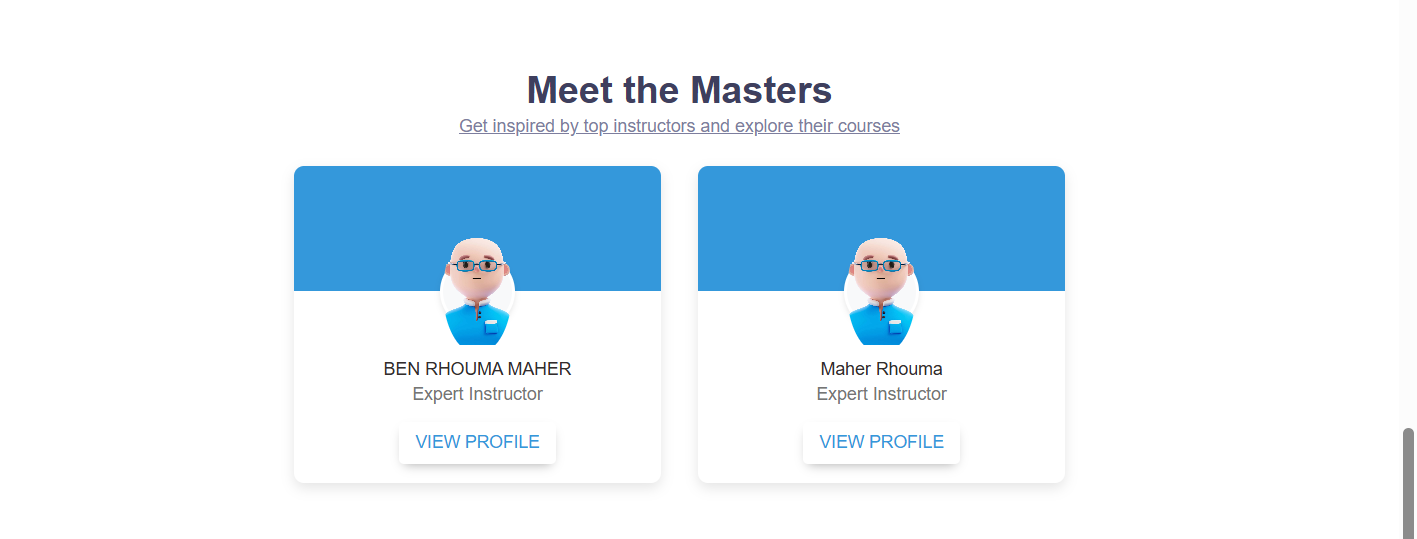 Meet the Masters
Get inspired by top instructors and explore their courses
BEN RHOUMA MAHER
Expert Instructor
VIEW PROFILE
Maher Rhouma
Expert Instructor
VIEW PROFILE